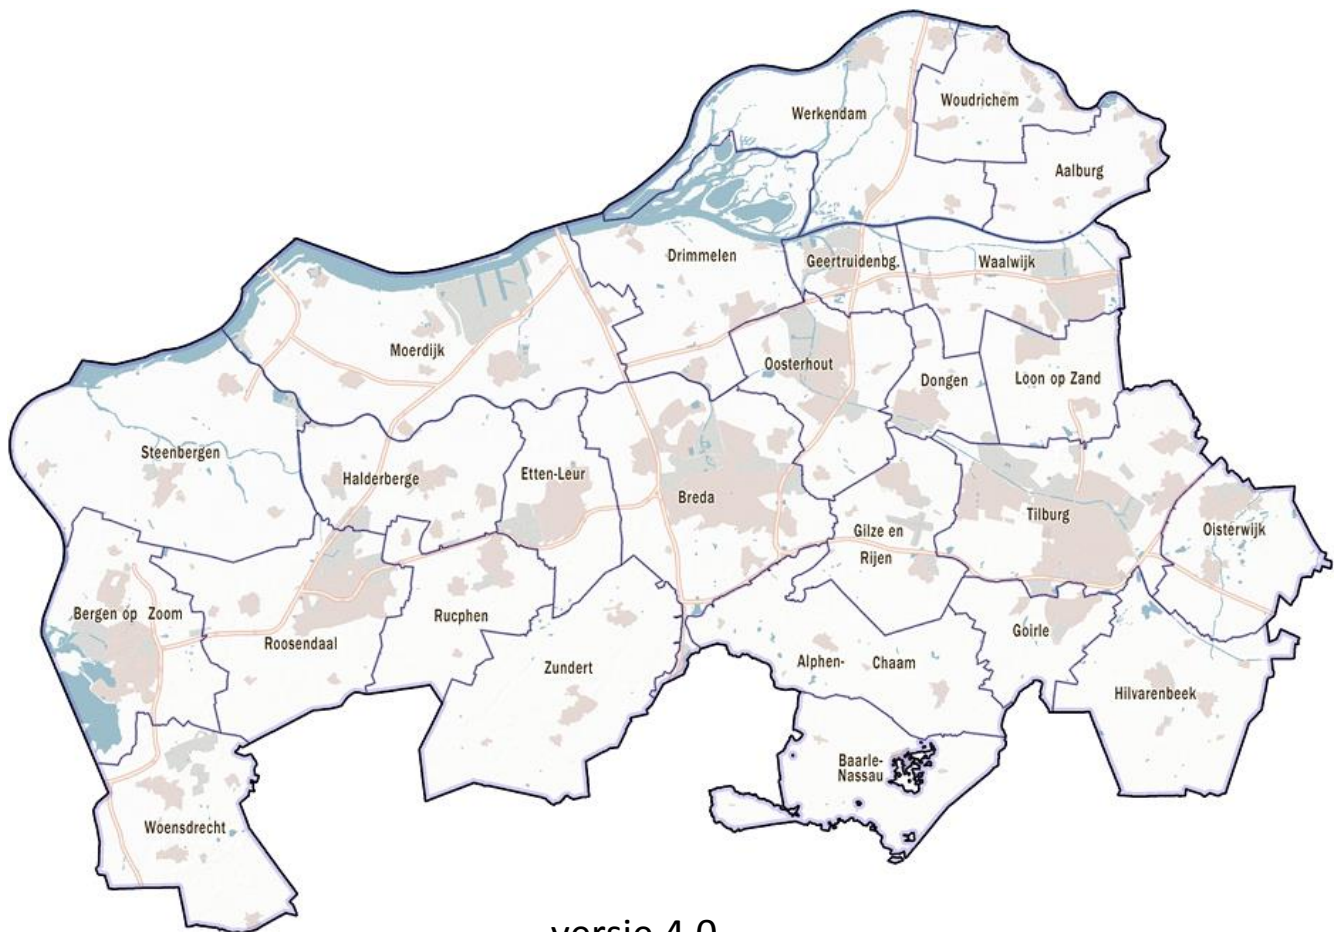 Woudrichem
Werkendam
Aalburg
Drimmelen
Geertruidenbg.
Waalwijk
Moerdijk
Oosterhout
Dongen
Loon op Zand
Steenbergen
Halderberge
Etten-Leur
Breda
Tilburg
Gilze en
Rijen
Oisterwijk
Bergen op Zoom
Roosendaal
Rucphen
Goirle
Zundert
Alphen- Chaam
Hilvarenbeek
Baarle-
Nassau
Woensdrecht
versie 4.0